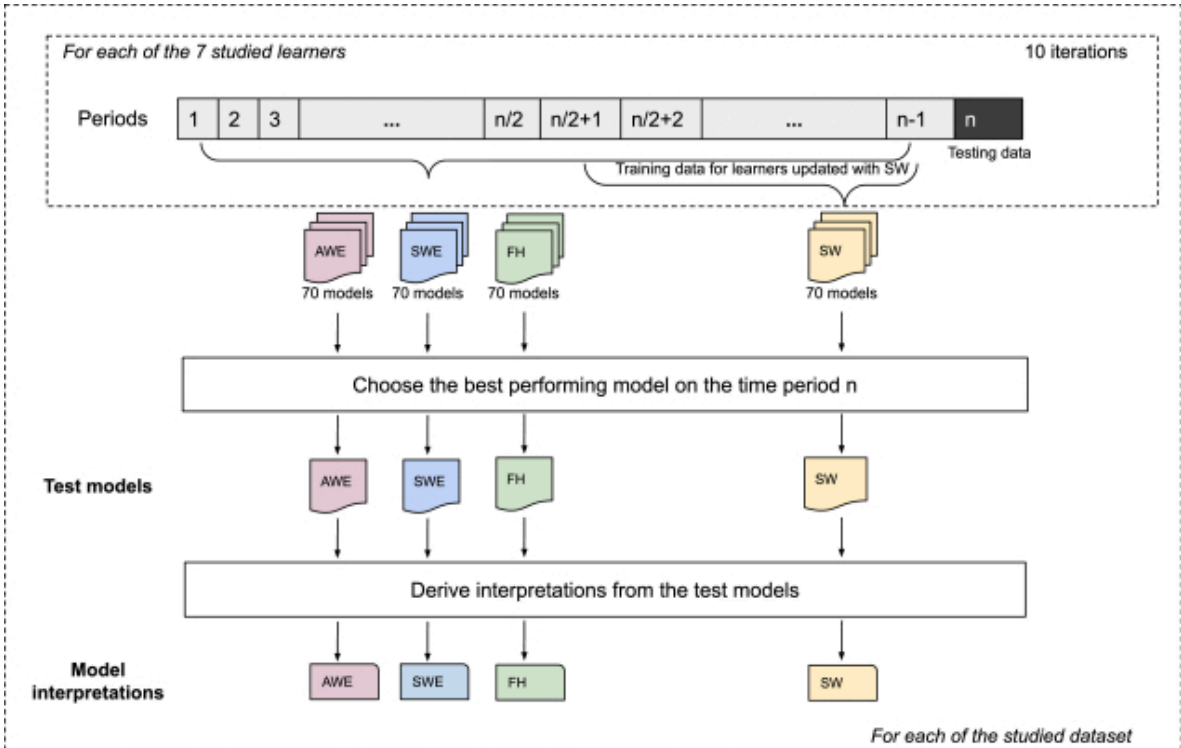 For each of the 7 studied learners
10 iterations
Periods
1 2 3 ... n/2 n/2+1 n/2+2 ... n-1 n
Testing data
Training data for learners updated with SW
AWE SWE FH SW
70 models 70 models 70 models 70 models
Choose the best performing model on the time period n
Test models
AWE SWE FH SW
Derive interpretations from the test models
Model
interpretations
AWE SWE FH SW
For each of the studied dataset